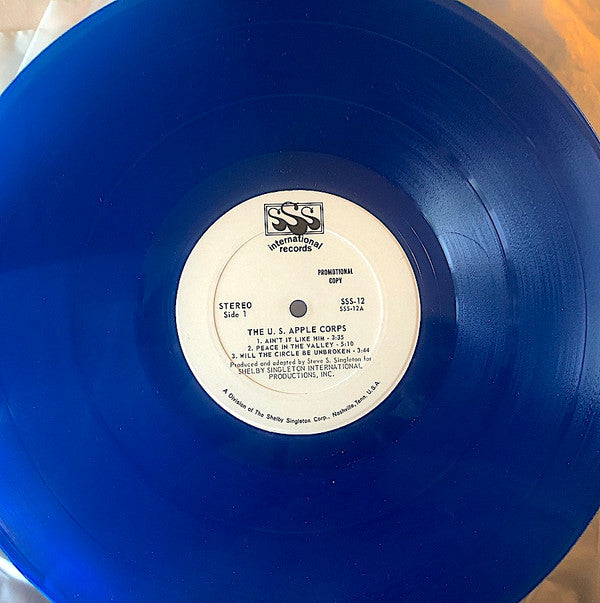 SSS
international
records
PROMOTIONAL
COPY
STEREO
Side 1
SSS-12
SSS-12A
THE U. S. APPLE CORPS
1. AIN'T IT LIKE HIM - 3:35
2. PEACE IN THE VALLEY - 5:10
3. WILL THE CIRCLE BE UNBROKEN - 3:44
Produced and adapted by Steve S. Singleton for
SHELBY SINGLETON INTERNATIONAL
PRODUCTIONS, INC.
A Division of The Shelby Singleton Corp., Nashville, Tenn. U.S.A.